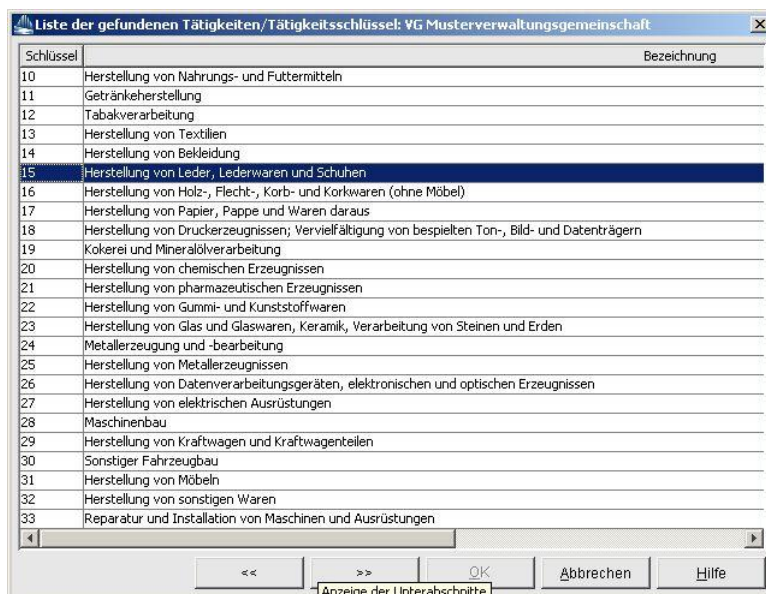 Liste der gefundenen Tätigkeiten/Tätigkeitsschlüssel: VG Musterverwaltungsgemeinschaft
Schlüssel Bezeichnung
10 Herstellung von Nahrungs- und Futtermitteln
11 Getränkeherstellung
12 Tabakverarbeitung
13 Herstellung von Textilien
14 Herstellung von Bekleidung
15 Herstellung von Leder, Lederwaren und Schuhen
16 Herstellung von Holz-, Flecht-, Korb- und Korkwaren (ohne Möbel)
17 Herstellung von Papier, Pappe und Waren daraus
18 Herstellung von Druckerzeugnissen; Vervielfältigung von bespielten Ton-, Bild- und Datenträgern
19 Kokerei und Mineralölverarbeitung
20 Herstellung von chemischen Erzeugnissen
21 Herstellung von pharmazeutischen Erzeugnissen
22 Herstellung von Gummi- und Kunststoffwaren
23 Herstellung von Glas und Glaswaren, Keramik, Verarbeitung von Steinen und Erden
24 Metallerzeugung und -bearbeitung
25 Herstellung von Metallerzeugnissen
26 Herstellung von Datenverarbeitungsgeräten, elektronischen und optischen Erzeugnissen
27 Herstellung von elektrischen Ausrüstungen
28 Maschinenbau
29 Herstellung von Kraftwagen und Kraftwagenteilen
30 Sonstiger Fahrzeugbau
31 Herstellung von Möbeln
32 Herstellung von sonstigen Waren
33 Reparatur und Installation von Maschinen und Ausrüstungen
<< >> OK Abbrechen Hilfe
Anzeige der Unterabschnitte